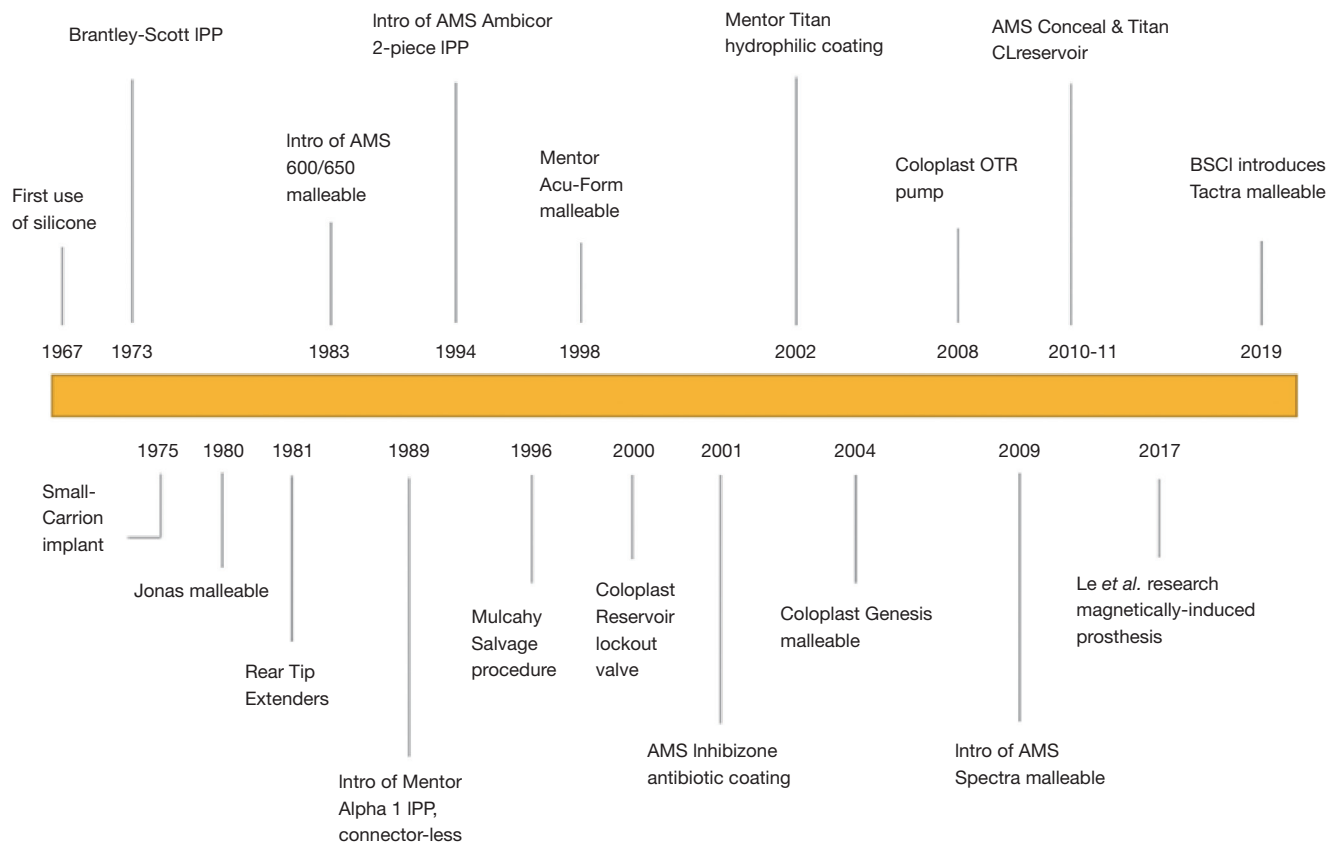 Brantley-Scott IPP
Intro of AMS Ambicor
2-piece IPP
Mentor Titan
hydrophilic coating
AMS Conceal & Titan
CLreservoir
Intro of AMS
600/650
malleable
Mentor
Acu-Form
malleable
Coloplast OTR
pump
BSCI introduces
Tactra malleable
First use
of silicone
1967
1973
1983
1994
1998
2002
2008
2010-11
2019
1975
1980
1981
1989
1996
2000
2001
2004
2009
2017
Small-
Carrion
implant
Jonas malleable
Rear Tip
Extenders
Intro of Mentor
Alpha 1 IPP,
connector-less
Mulcahy
Salvage
procedure
Coloplast
Reservoir
lockout
valve
AMS Inhibizone
antibiotic coating
Coloplast Genesis
malleable
Intro of AMS
Spectra malleable
Le et al. research
magnetically-induced
prosthesis